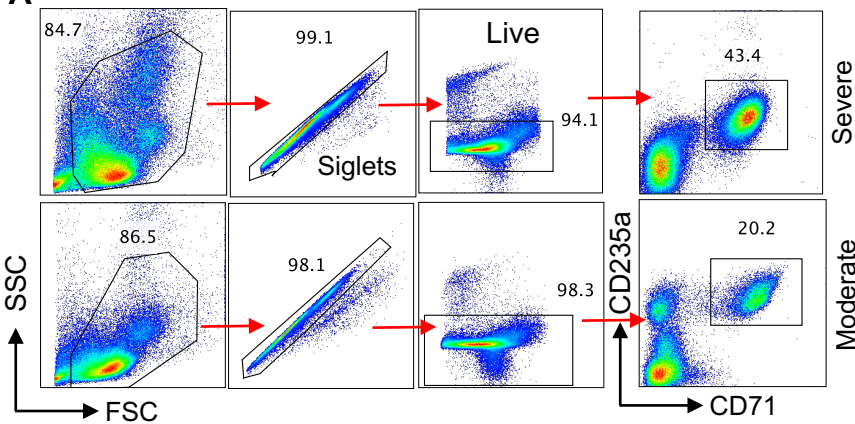 A
84.7
99.1
Siglets
Live
94.1
43.4
Severe
86.5
98.1
98.3
20.2
Moderate
SSC
FSC
CD235a
CD71